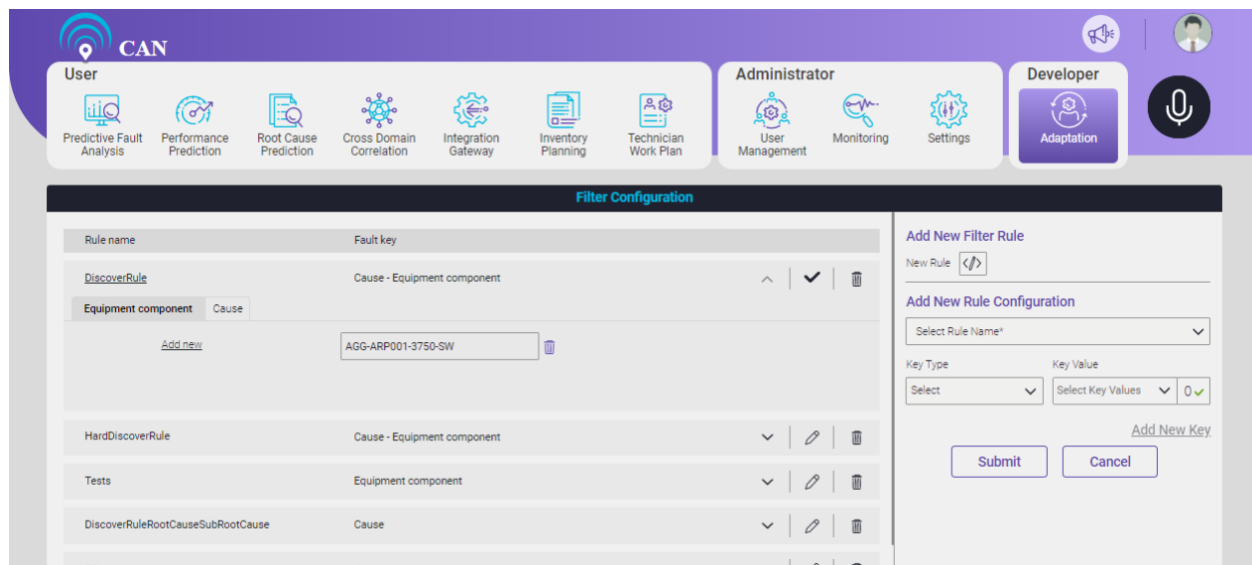 CAN
User
Administrator
Developer
Predictive Fault Analysis
Performance Prediction
Root Cause Prediction
Cross Domain Correlation
Integration Gateway
Inventory Planning
Technician Work Plan
User Management
Monitoring
Settings
Adaptation
Filter Configuration
Rule name Fault key
DiscoverRule Cause - Equipment component
Equipment component Cause
Add new AGG-ARP001-3750-SW
HardDiscoverRule Cause - Equipment component
Tests Equipment component
DiscoverRuleRootCauseSubRootCause Cause
Add New Filter Rule
New Rule </>
Add New Rule Configuration
Select Rule Name*
Key Type Key Value
Select Select Key Values 0
Add New Key
Submit Cancel